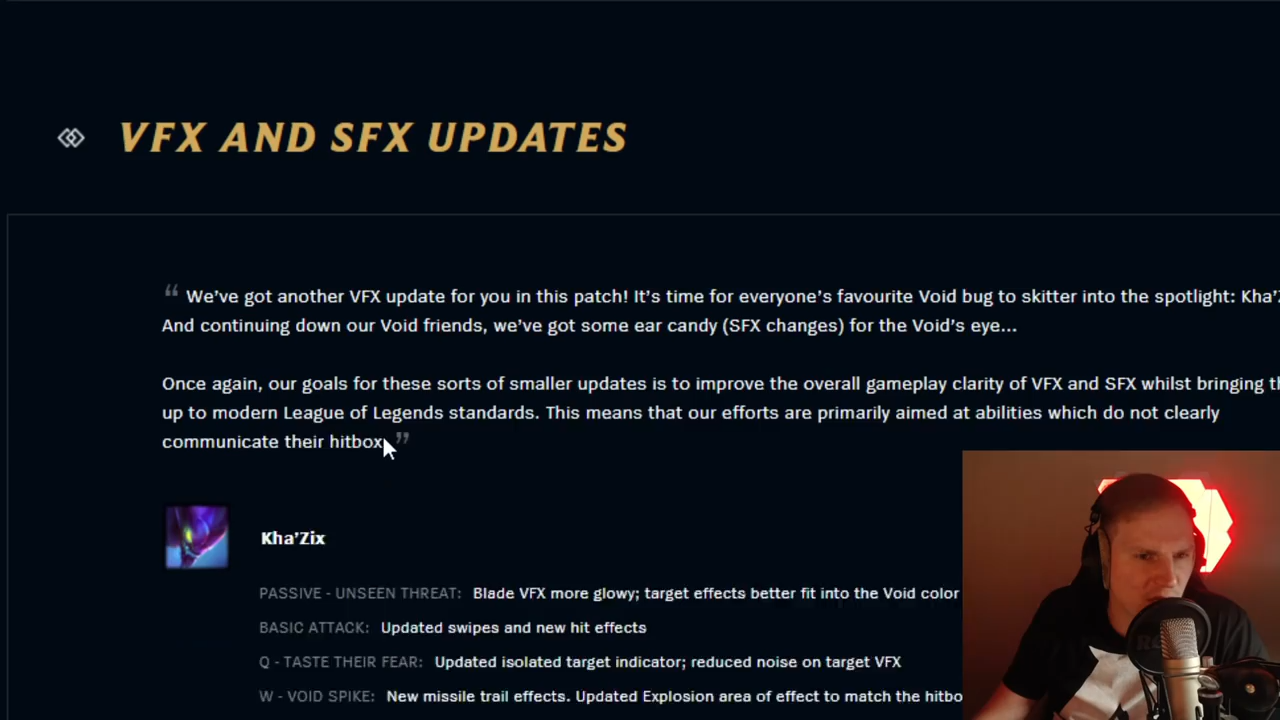 VFX AND SFX UPDATES
“ We’ve got another VFX update for you in this patch! It’s time for everyone’s favourite Void bug to skitter into the spotlight:
And continuing down our Void friends, we’ve got some ear candy (SFX changes) for the Void’s eye...
Once again, our goals for these sorts of smaller updates is to improve the overall gameplay clarity of VFX and SFX whilst bringing
up to modern League of Legends standards. This means that our efforts are primarily aimed at abilities which do not clearly
communicate their hitbox ”
Kha’Zix
PASSIVE - UNSEEN THREAT: Blade VFX more glowy; target effects better fit into the Void color
BASIC ATTACK: Updated swipes and new hit effects
Q - TASTE THEIR FEAR: Updated isolated target indicator; reduced noise on target VFX
W - VOID SPIKE: New missile trail effects. Updated Explosion area of effect to match the